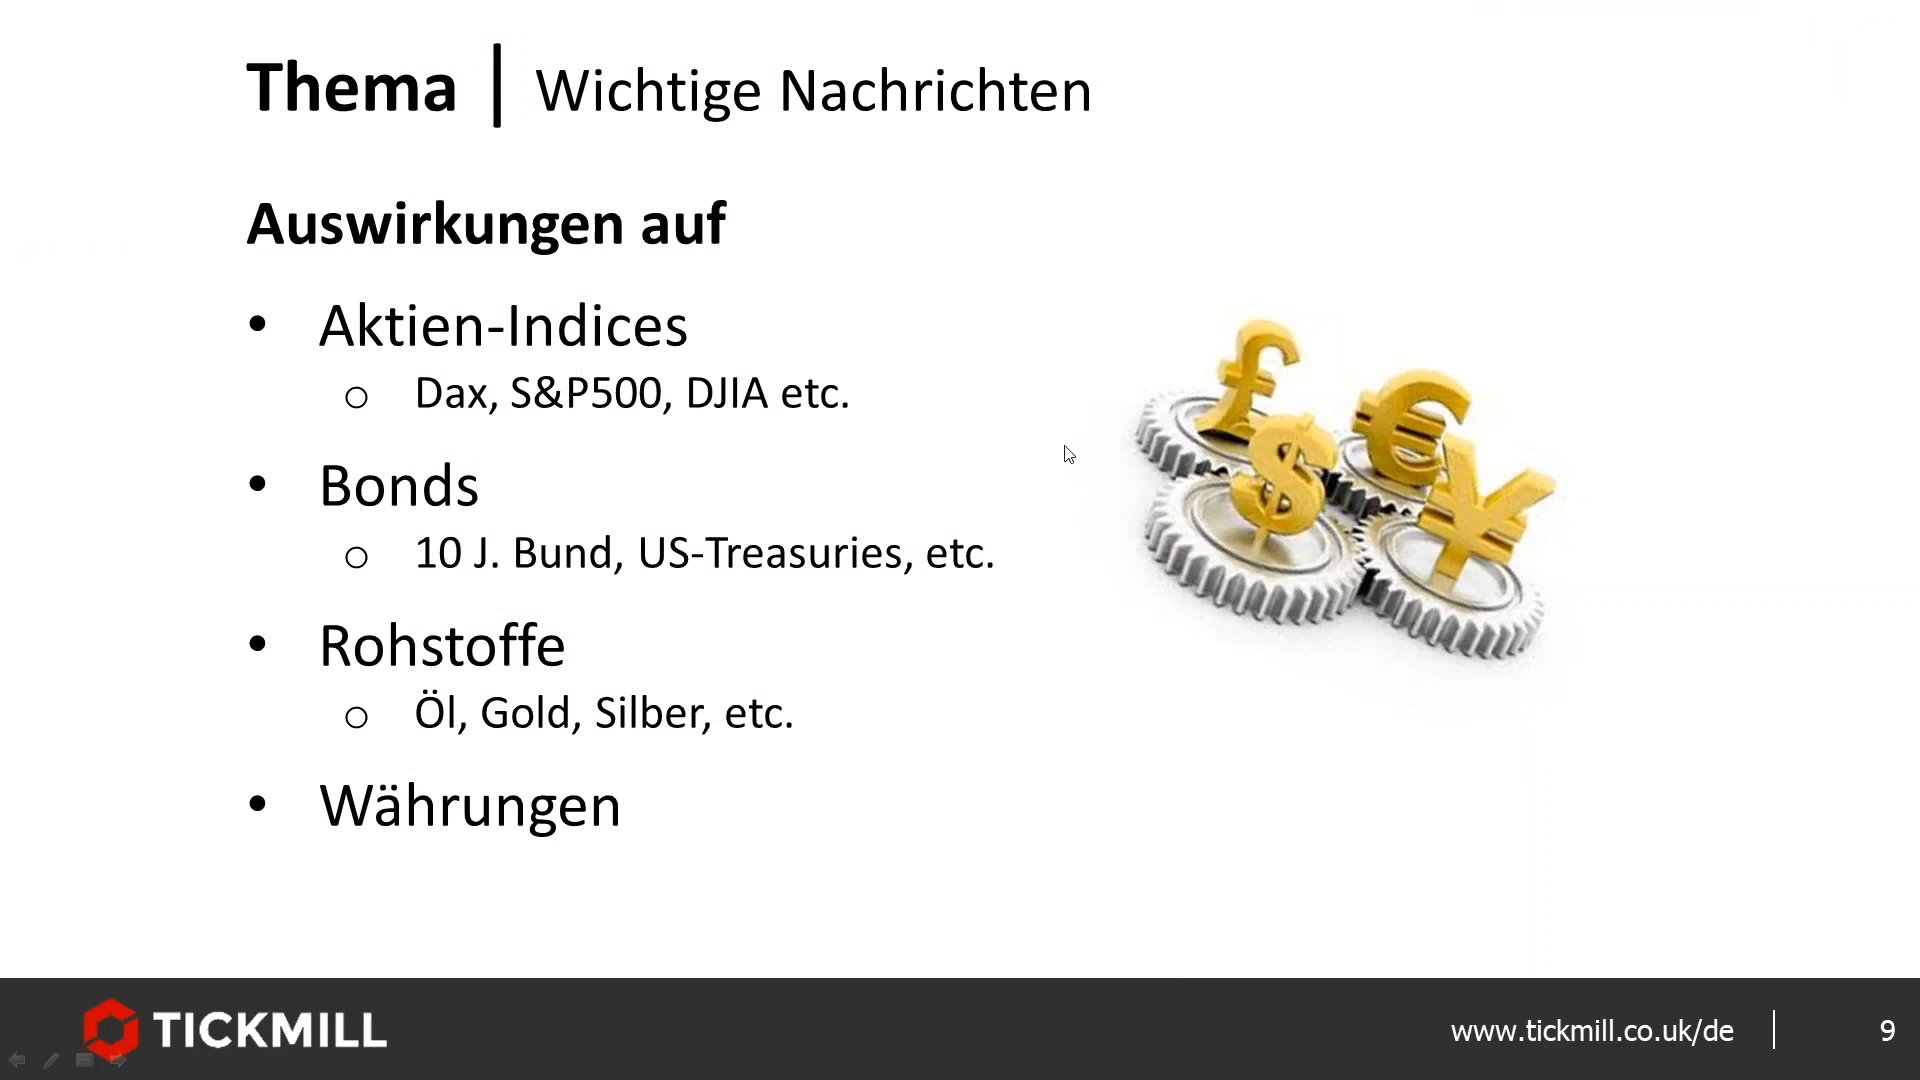 Thema | Wichtige Nachrichten
Auswirkungen auf
• Aktien-Indices
o Dax, S&P500, DJIA etc.
• Bonds
o 10 J. Bund, US-Treasuries, etc.
• Rohstoffe
o Öl, Gold, Silber, etc.
• Währungen
£ € $ ¥
TICKMILL
www.tickmill.co.uk/de | 9